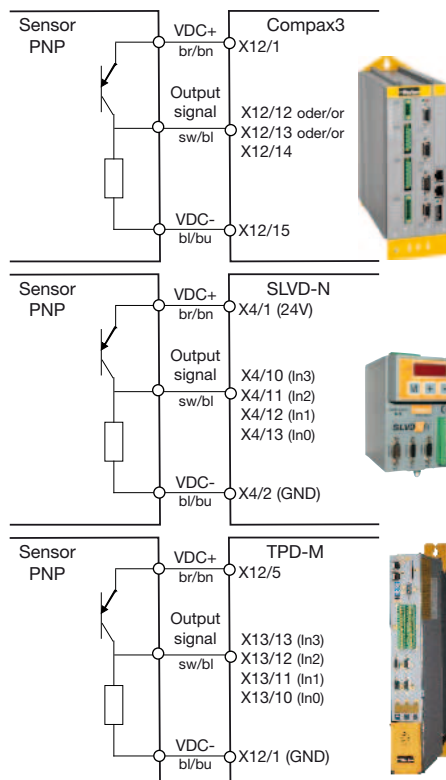 Sensor PNP
VDC+
br/bn
Compax3
X12/1
Output signal
sw/bl
X12/12 oder/or
X12/13 oder/or
X12/14
VDC-
bl/bu
X12/15
Sensor PNP
VDC+
br/bn
SLVD-N
X4/1 (24V)
Output signal
sw/bl
X4/10 (In3)
X4/11 (In2)
X4/12 (In1)
X4/13 (In0)
VDC-
bl/bu
X4/2 (GND)
SLVD
Sensor PNP
VDC+
br/bn
TPD-M
X12/5
Output signal
sw/bl
X13/13 (In3)
X13/12 (In2)
X13/11 (In1)
X13/10 (In0)
VDC-
bl/bu
X12/1 (GND)